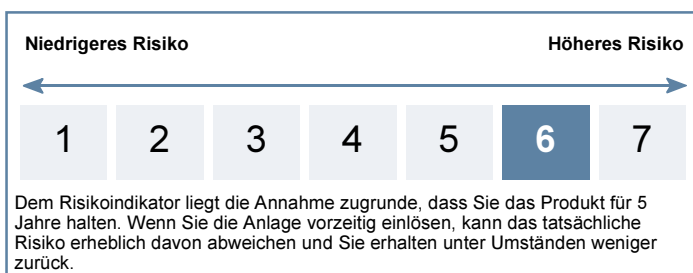 Niedrigeres Risiko Höheres Risiko
1 2 3 4 5 6 7
Dem Risikoindikator liegt die Annahme zugrunde, dass Sie das Produkt für 5
Jahre halten. Wenn Sie die Anlage vorzeitig einlösen, kann das tatsächliche
Risiko erheblich davon abweichen und Sie erhalten unter Umständen weniger
zurück.